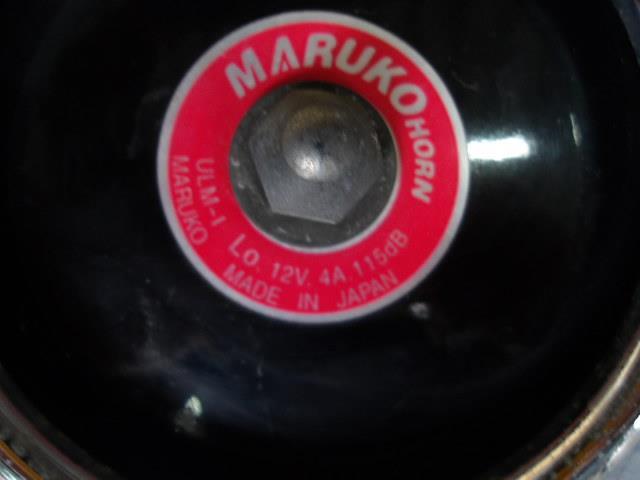 MARUKO HORN
Lo. 12V. 4A. 115dB
MADE IN JAPAN
ULM-1
MARUKO